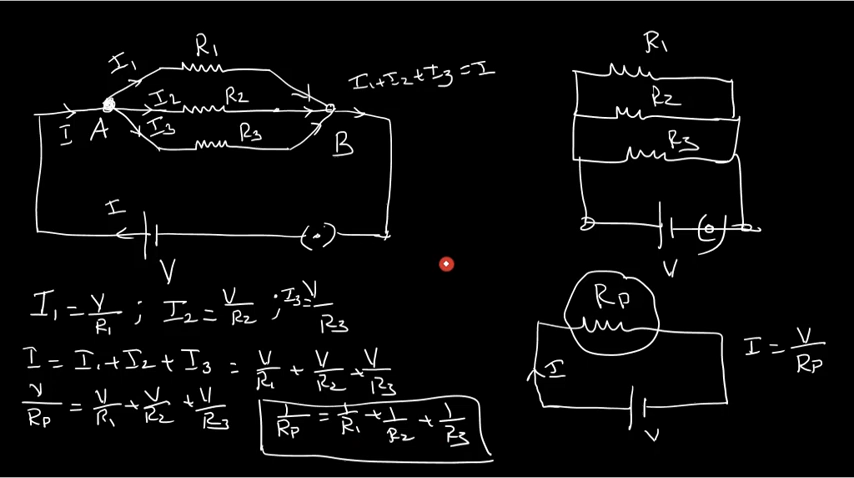 R1
I1
I1+I2+I3=I
I2
R2
I
A
I3
R3
B
I
V
R1
R2
R3
V
I1 = V/R1 ; I2 = V/R2 ; I3=V/R3
I = I1+I2+I3 = V/R1 + V/R2 + V/R3
V/Rp = V/R1 + V/R2 + V/R3
1/Rp = 1/R1 + 1/R2 + 1/R3
Rp
I
V
I = V/Rp